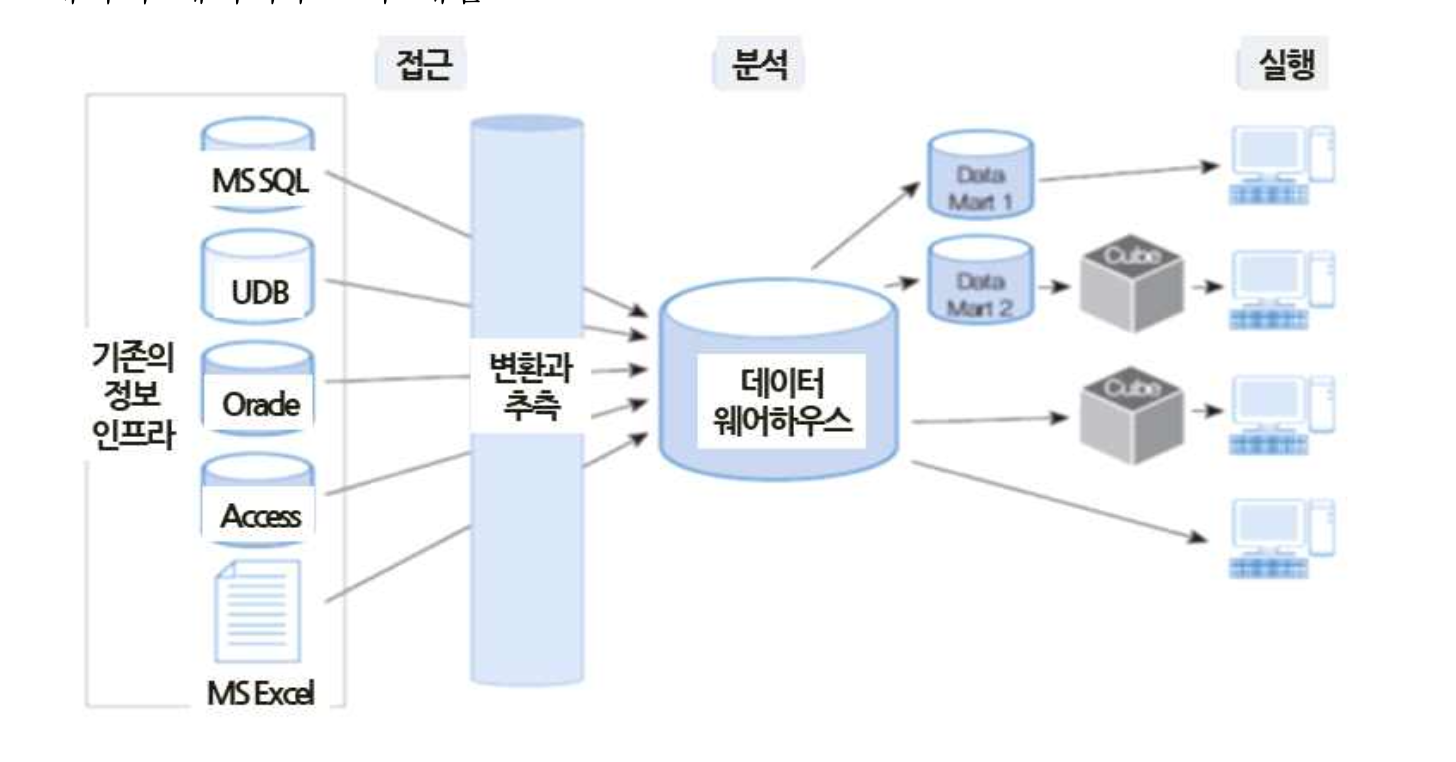 접근
분석
실행
MS SQL
UDB
기존의
정보
인프라
Oracle
Access
MS Excel
변환과
추측
데이터
웨어하우스
Data
Mart 1
Data
Mart 2
Cube
Cube